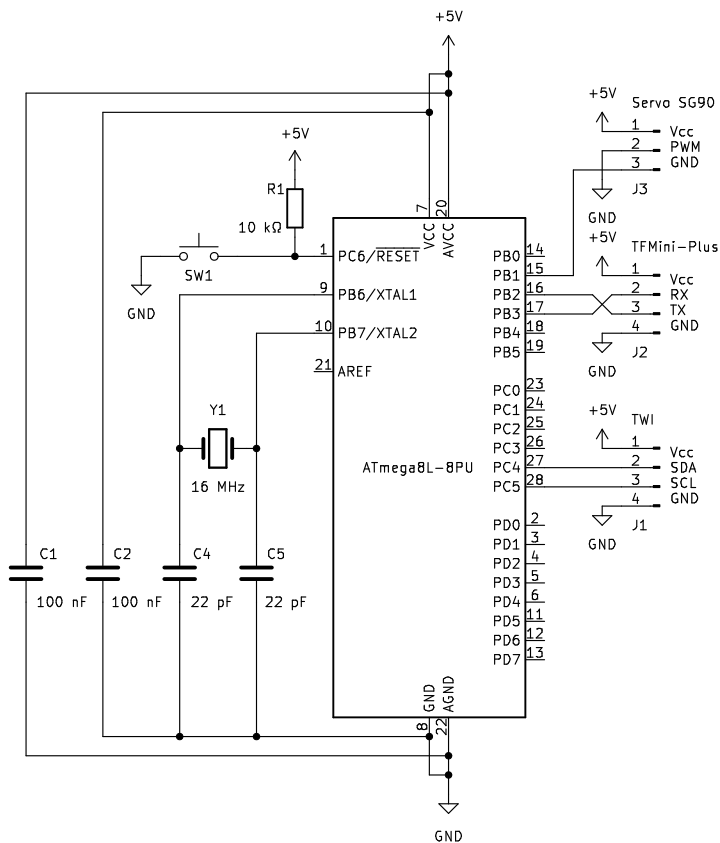 +5V
+5V
Servo SG90
1 Vcc
2 PWM
3 GND
J3
GND
+5V
R1
10 kΩ
7 20
VCC AVCC
SW1
GND
1 PC6/RESET
9 PB6/XTAL1
10 PB7/XTAL2
21 AREF
PB0 14
PB1 15
PB2 16
PB3 17
PB4 18
PB5 19
+5V
TFMini-Plus
1 Vcc
2 RX
3 TX
4 GND
J2
GND
PC0 23
PC1 24
PC2 25
PC3 26
PC4 27
PC5 28
+5V
TWI
1 Vcc
2 SDA
3 SCL
4 GND
J1
GND
Y1
16 MHz
ATmega8L-8PU
PD0 2
PD1 3
PD2 4
PD3 5
PD4 6
PD5 11
PD6 12
PD7 13
C1
100 nF
C2
100 nF
C4
22 pF
C5
22 pF
GND AGND
8 22
GND